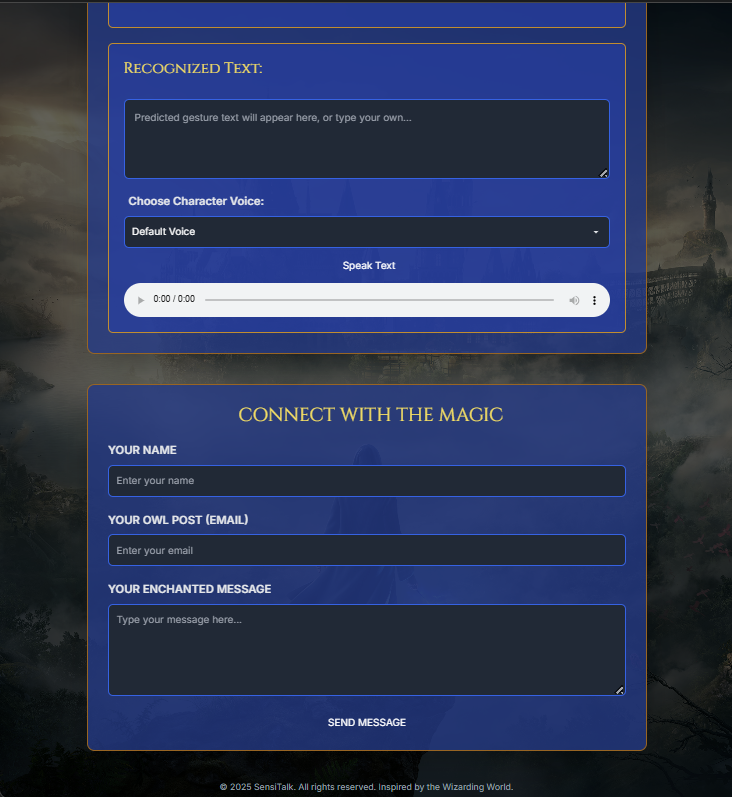 Recognized Text:
Predicted gesture text will appear here, or type your own...
Choose Character Voice:
Default Voice
Speak Text
0:00 / 0:00
CONNECT WITH THE MAGIC
YOUR NAME
Enter your name
YOUR OWL POST (EMAIL)
Enter your email
YOUR ENCHANTED MESSAGE
Type your message here...
SEND MESSAGE
© 2025 SensiTalk. All rights reserved. Inspired by the Wizarding World.